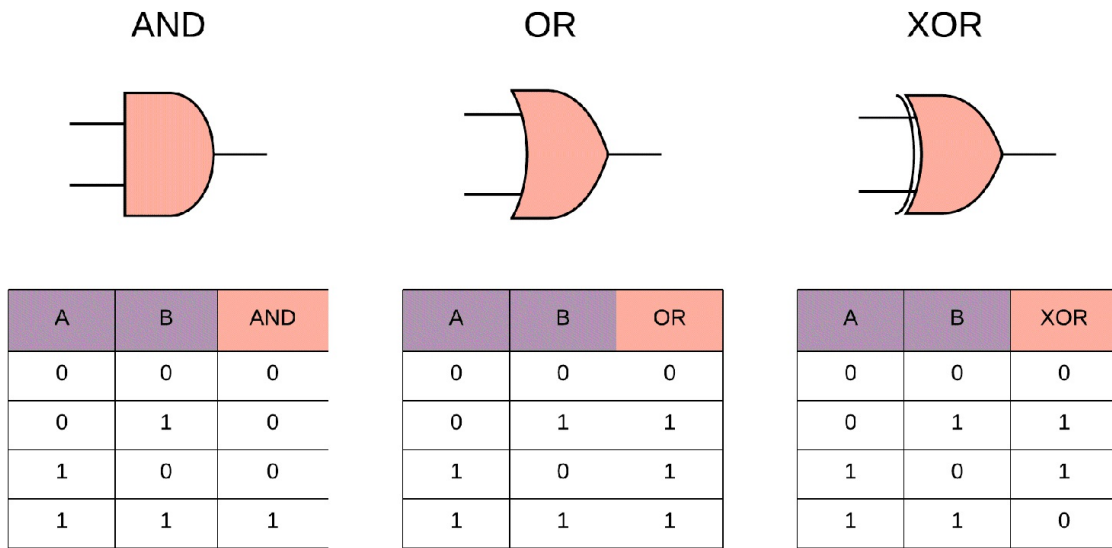 AND
OR
XOR
A B AND
0 0 0
0 1 0
1 0 0
1 1 1
A B OR
0 0 0
0 1 1
1 0 1
1 1 1
A B XOR
0 0 0
0 1 1
1 0 1
1 1 0